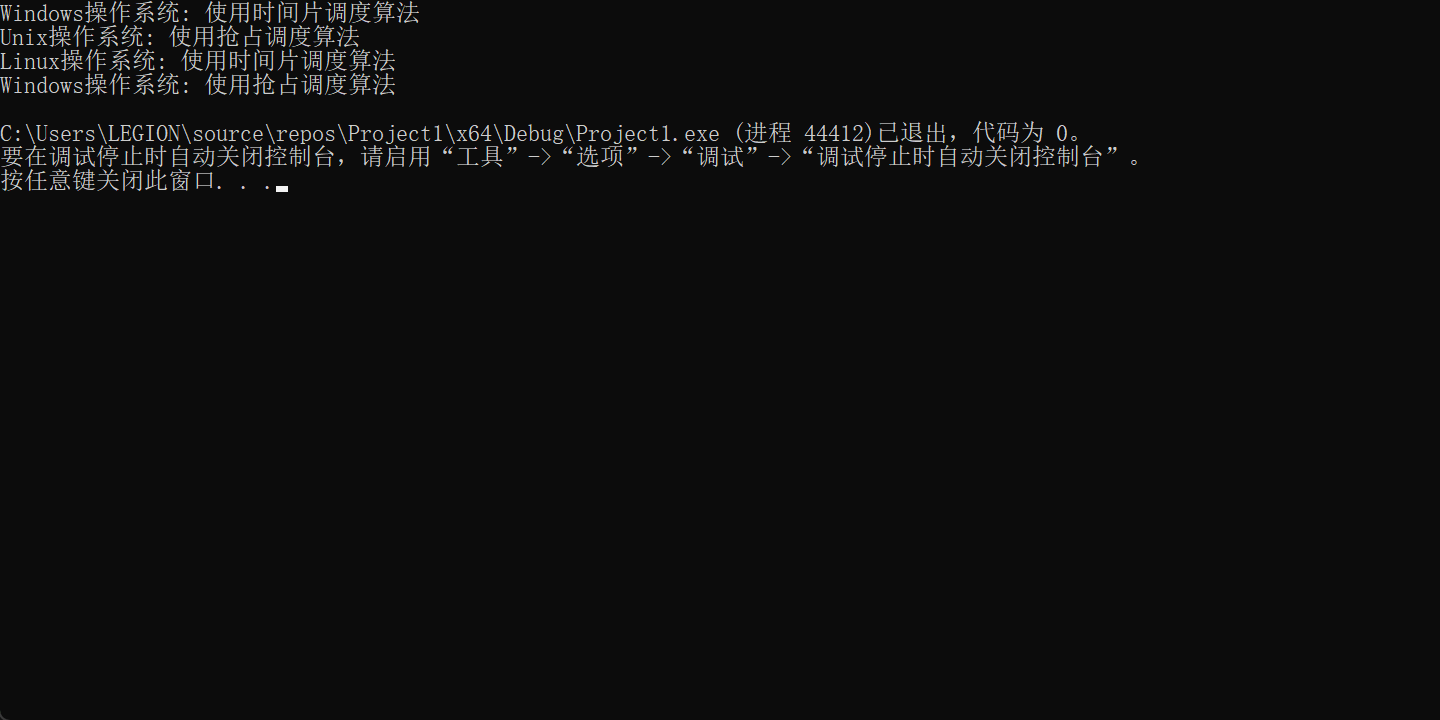 Windows操作系统: 使用时间片调度算法
Unix操作系统: 使用抢占调度算法
Linux操作系统: 使用时间片调度算法
Windows操作系统: 使用抢占调度算法
C:\Users\LEGION\source\repos\Project1\x64\Debug\Project1.exe (进程 44412)已退出，代码为 0。
要在调试停止时自动关闭控制台，请启用“工具”->“选项”->“调试”->“调试停止时自动关闭控制台”。
按任意键关闭此窗口. . .